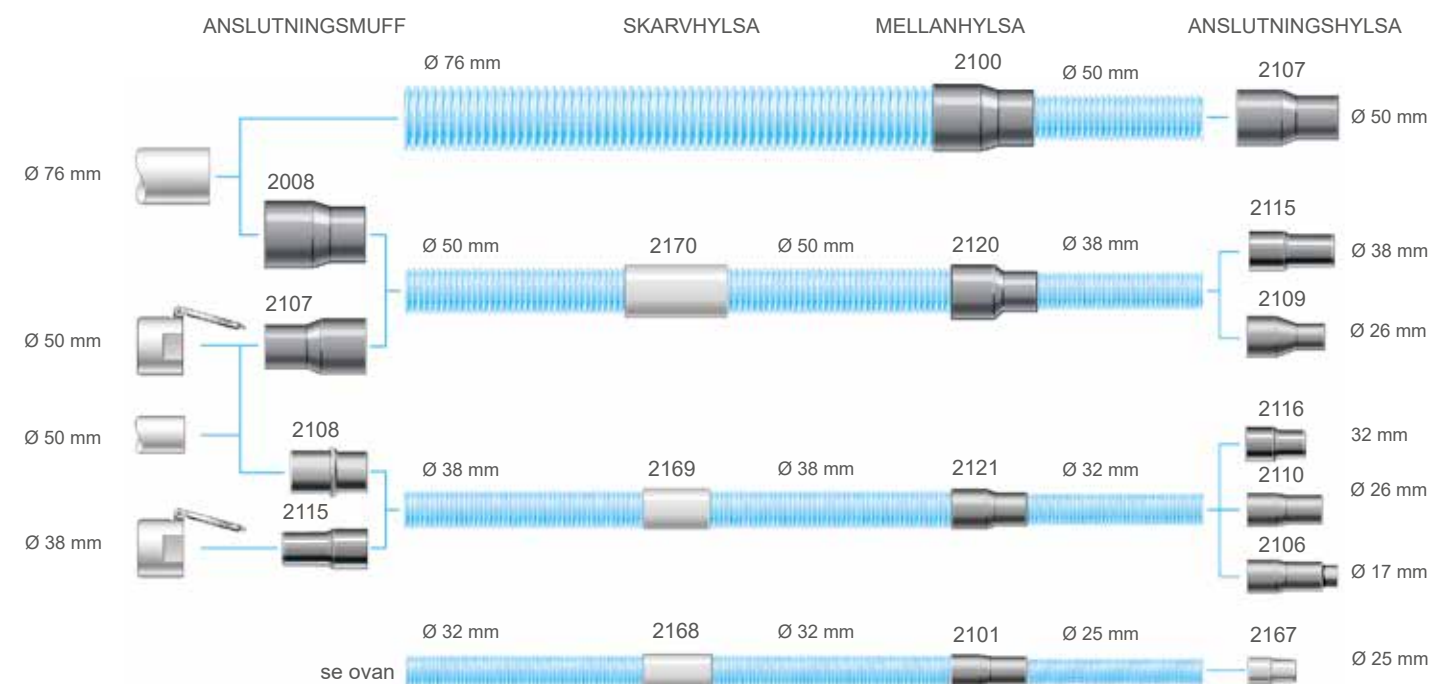 ANSLUTNINGSMUFF SKARVHYLSA MELLANHYLSA ANSLUTNINGSHYLSA
Ø 76 mm 2100 Ø 50 mm 2107
Ø 50 mm
Ø 76 mm 2008
2115
Ø 50 mm 2170 Ø 50 mm 2120 Ø 38 mm Ø 38 mm
2107 2109
Ø 50 mm Ø 26 mm
2116
Ø 50 mm 2108 32 mm
Ø 38 mm 2169 Ø 38 mm 2121 Ø 32 mm 2110
Ø 26 mm
2115
Ø 38 mm 2106
Ø 17 mm
Ø 32 mm 2168 Ø 32 mm 2101 Ø 25 mm 2167
se ovan Ø 25 mm